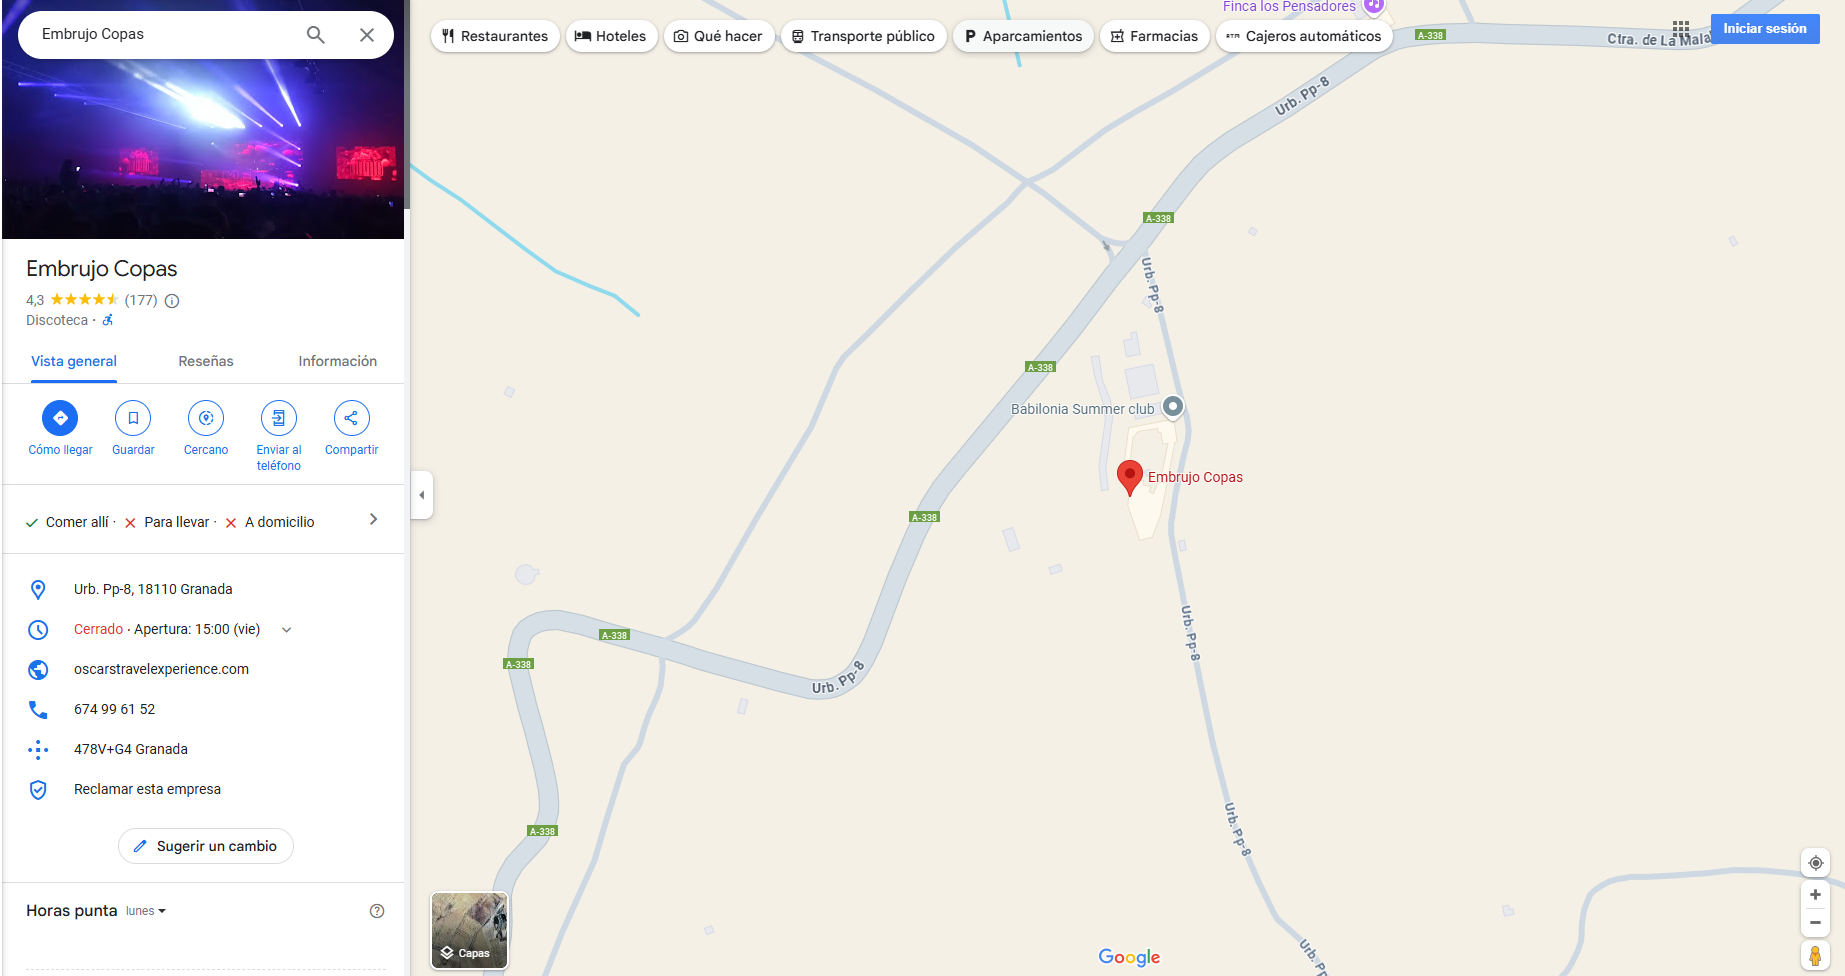 Embrujo Copas
Embrujo Copas
4,3 (177)
Discoteca ·
Vista general
Reseñas
Información
Cómo llegar
Guardar
Cercano
Enviar al
teléfono
Compartir
Comer allí · Para llevar · A domicilio
Urb. Pp-8, 18110 Granada
Cerrado · Apertura: 15:00 (vie)
oscarstravelexperience.com
674 99 61 52
478V+G4 Granada
Reclamar esta empresa
Sugerir un cambio
Horas punta lunes
Restaurantes
Hoteles
Qué hacer
Transporte público
P Aparcamientos
Farmacias
ATM Cajeros automáticos
Iniciar sesión
Finca los Pensadores
A-338
Ctra. de La Mala
Urb. Pp-8
A-338
Urb. Pp-8
A-338
Babilonia Summer club
Embrujo Copas
A-338
Urb. Pp-8
A-338
A-338
Urb. Pp-8
A-338
Urb. Pp-8
Urb. Pp
Capas
Google